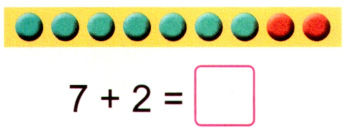 7 + 2 =